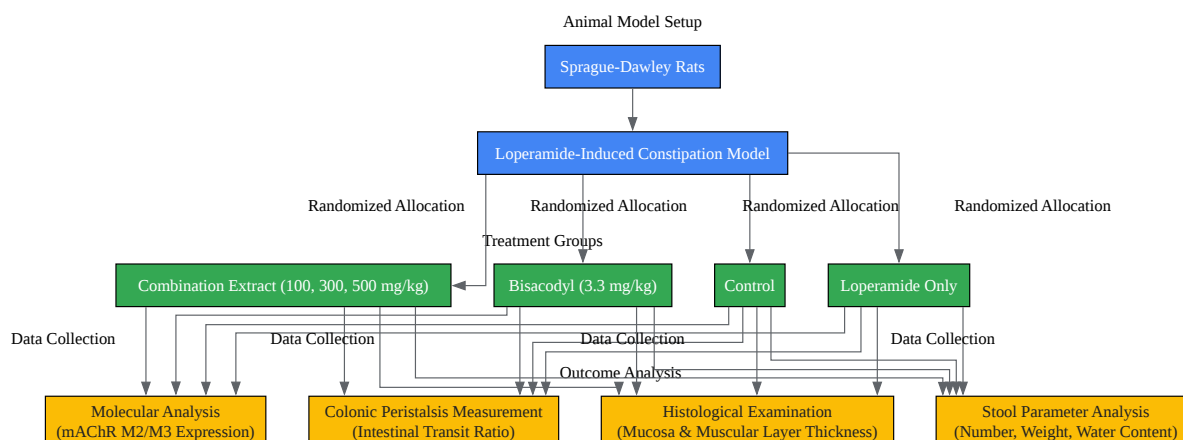 Animal Model Setup
Sprague-Dawley Rats
Loperamide-Induced Constipation Model
Randomized Allocation
Randomized Allocation
Randomized Allocation
Randomized Allocation
Treatment Groups
Combination Extract (100, 300, 500 mg/kg)
Bisacodyl (3.3 mg/kg)
Control
Loperamide Only
Data Collection
Data Collection
Data Collection
Data Collection
Outcome Analysis
Molecular Analysis
(mAChR M2/M3 Expression)
Colonic Peristalsis Measurement
(Intestinal Transit Ratio)
Histological Examination
(Mucosa & Muscular Layer Thickness)
Stool Parameter Analysis
(Number, Weight, Water Content)